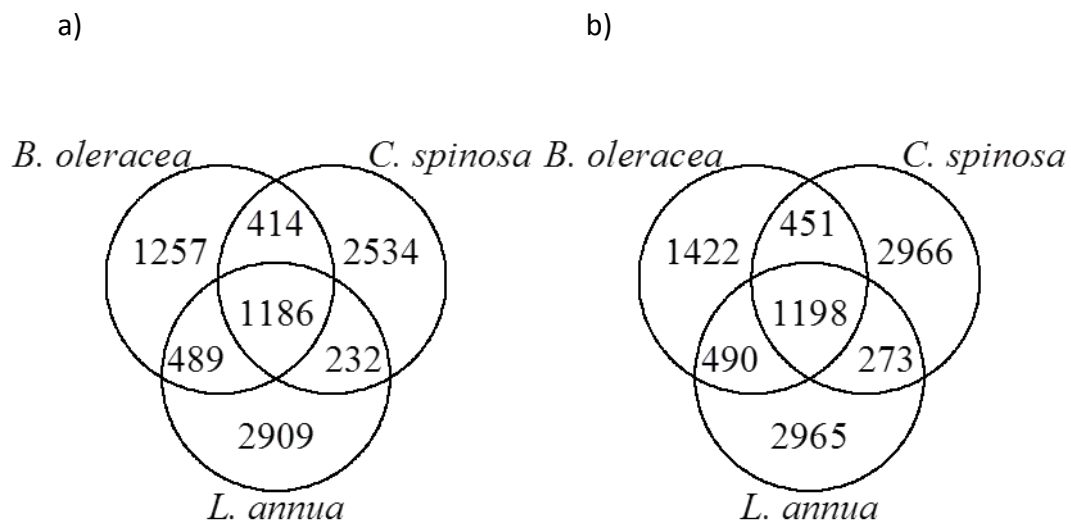 a)
b)
B. oleracea
C. spinosa
B. oleracea
C. spinosa
414
1257
2534
1186
489
232
2909
L. annua
451
1422
2966
1198
490
273
2965
L. annua